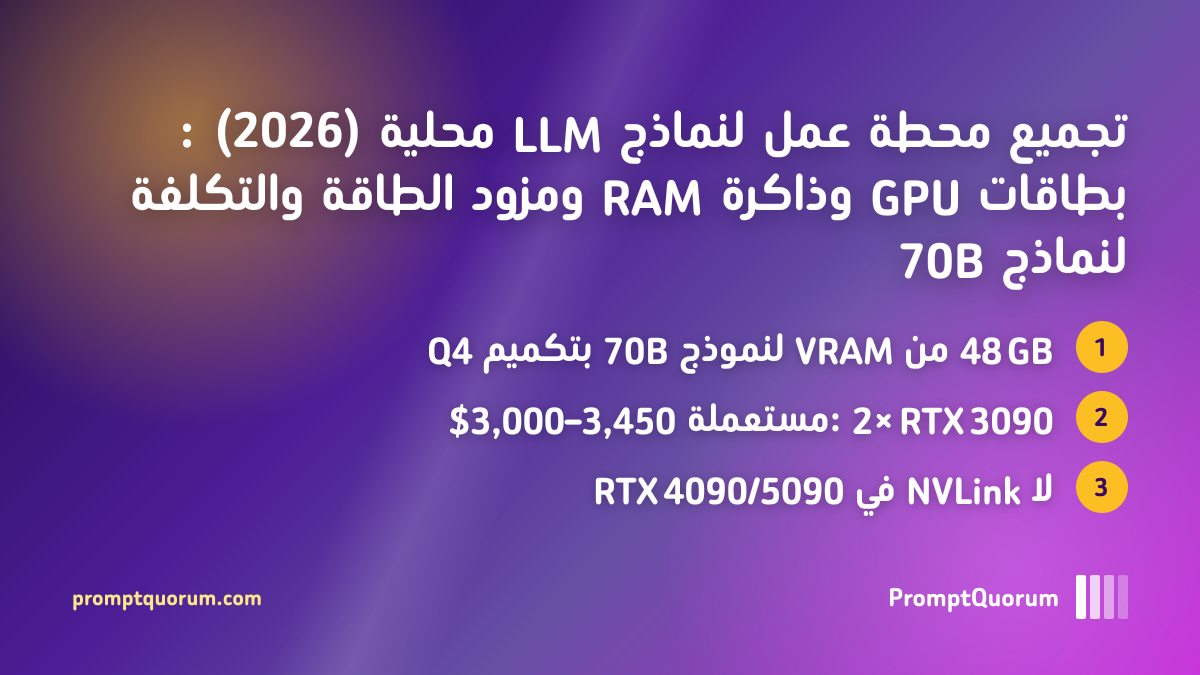 تجميع محطة عمل لنماذج LLM محلية (2026) :
بطاقات GPU وذاكرة RAM ومزود الطاقة والتكلفة
لنماذج 70B
1 48 GB من VRAM لنموذج 70B بتكميم Q4
2 2× RTX 3090 مستعملة: $3,000–3,450
3 لا NVLink في RTX 4090/5090
PromptQuorum
promptquorum.com